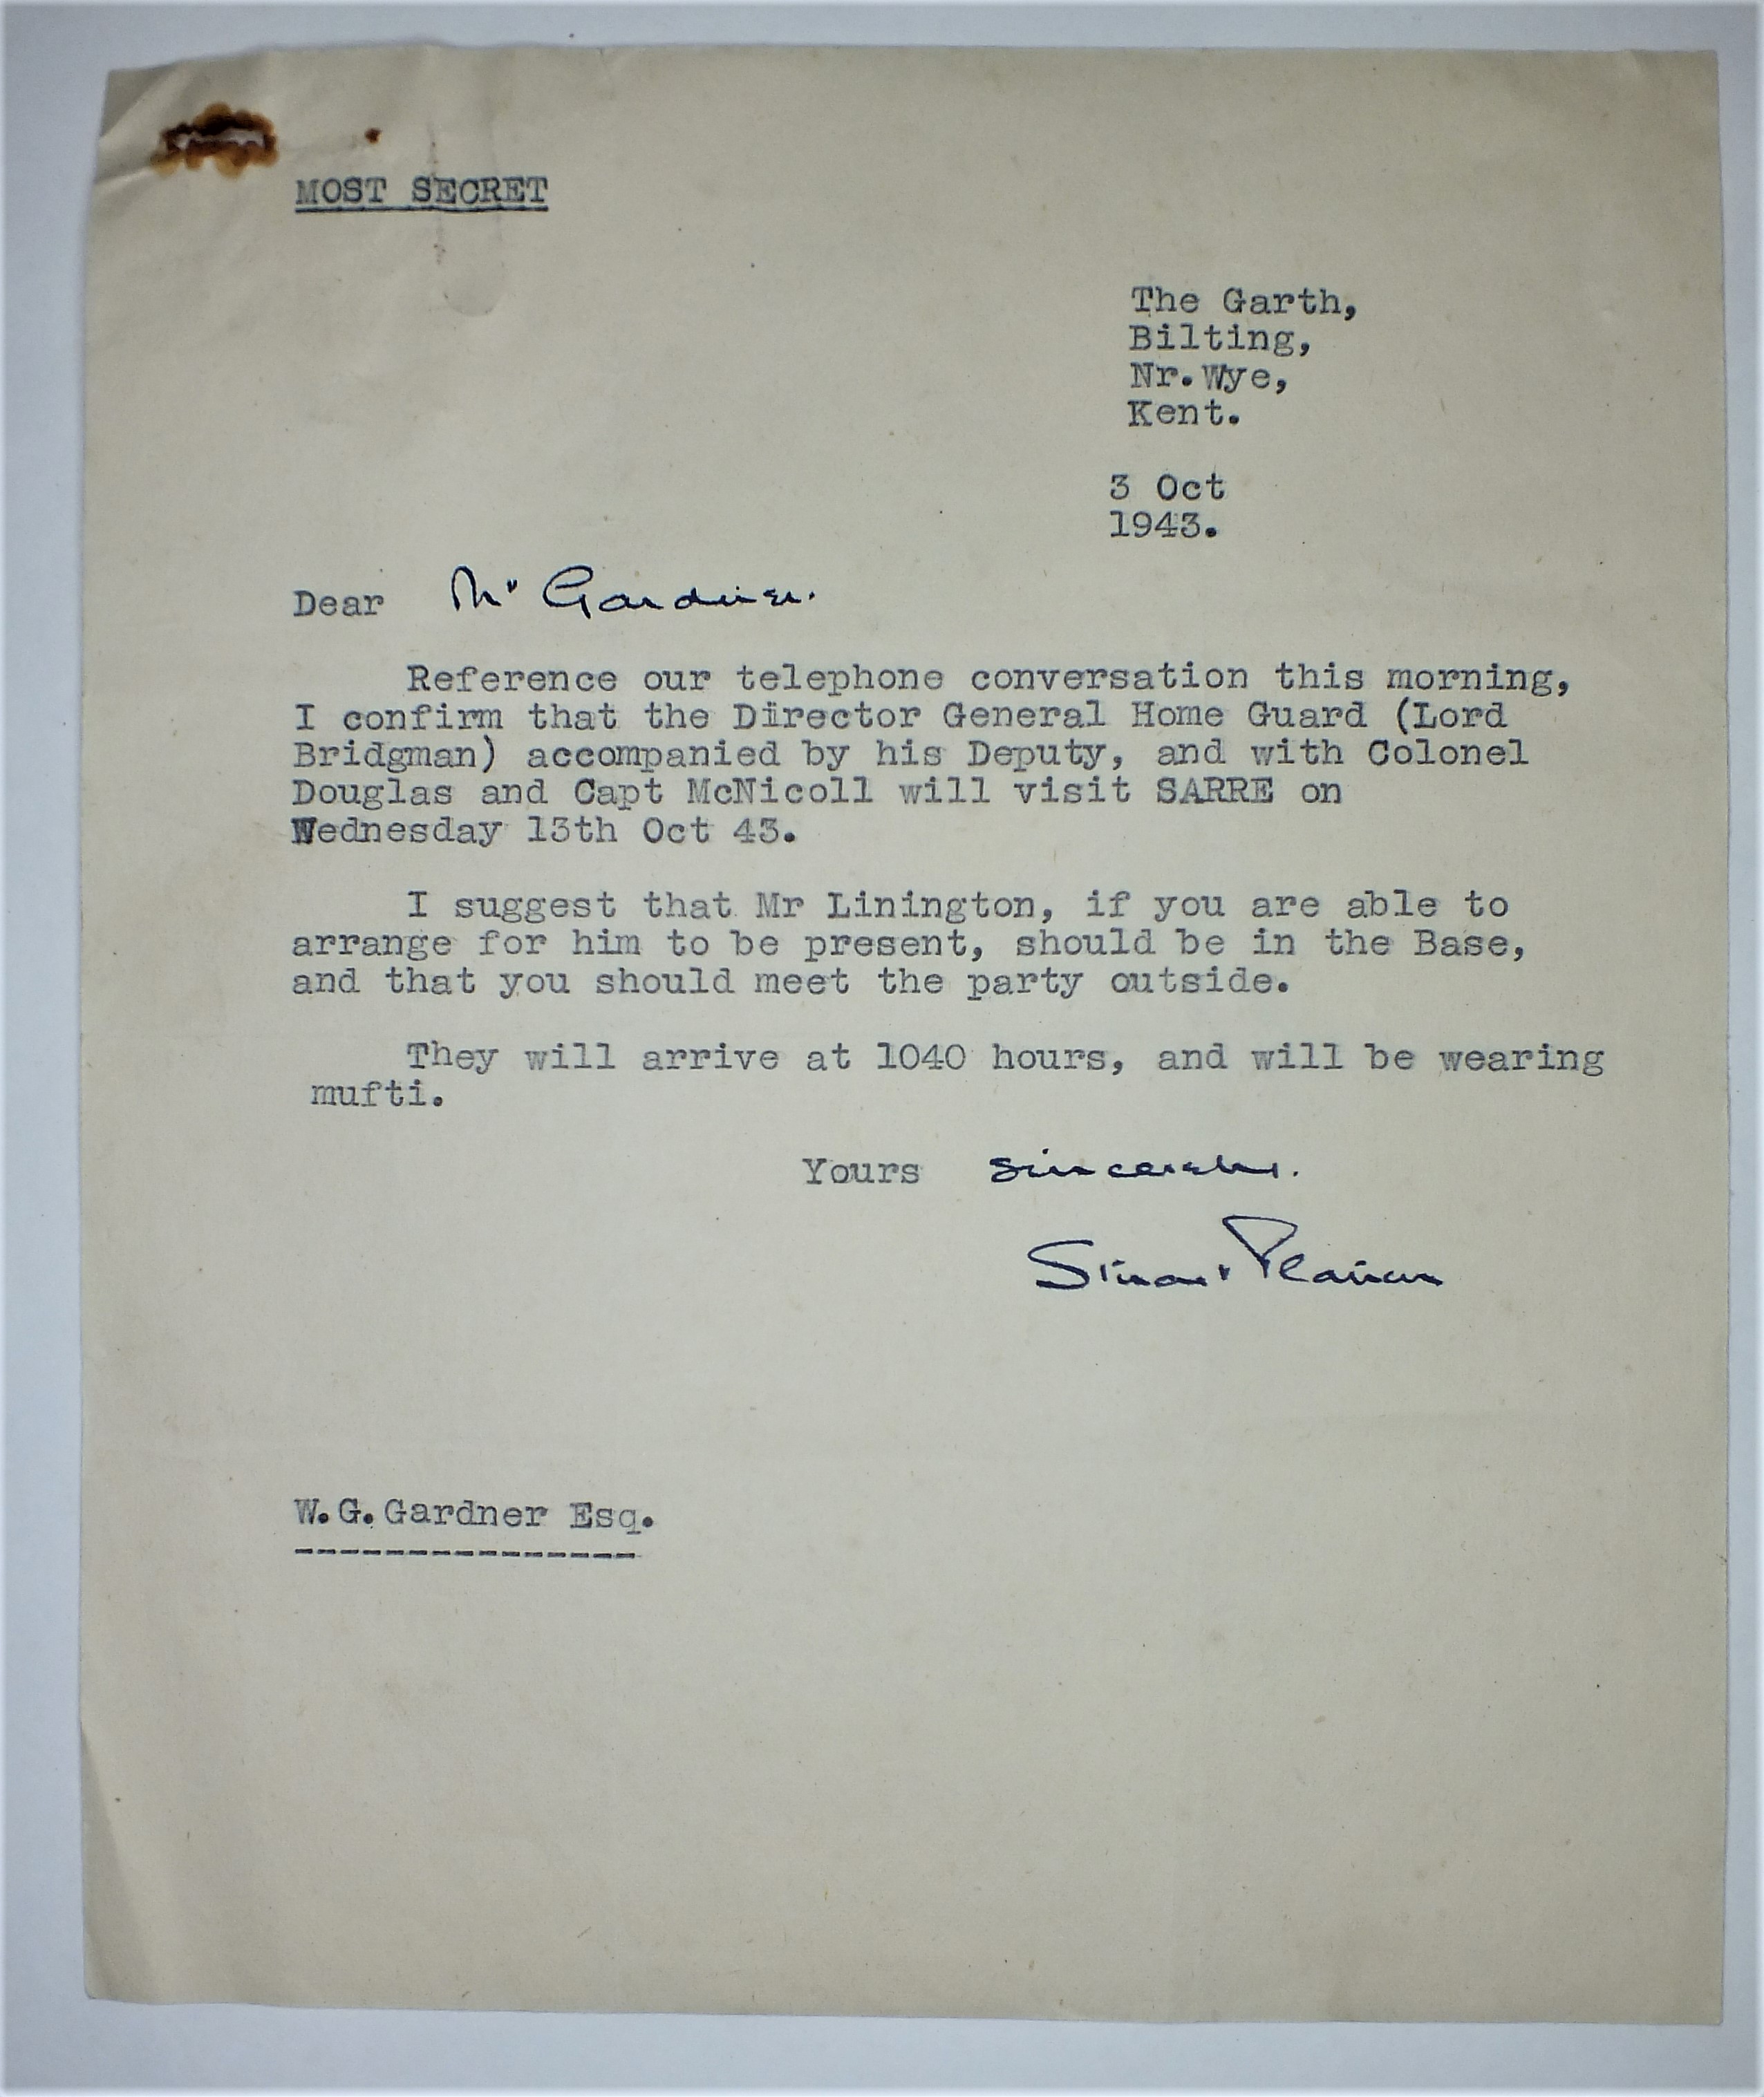 MOST SECRET
The Garth,
Bilting,
Nr.Wye,
Kent.
3 Oct
1943.
Dear Mr Gardner.
Reference our telephone conversation this morning,
I confirm that the Director General Home Guard (Lord
Bridgman) accompanied by his Deputy, and with Colonel
Douglas and Capt McNicoll will visit SARRE on
Wednesday 13th Oct 43.
I suggest that Mr Linington, if you are able to
arrange for him to be present, should be in the Base,
and that you should meet the party outside.
They will arrive at 1040 hours, and will be wearing
mufti.
Yours sincerely.
W.G.Gardner Esq.
---------------